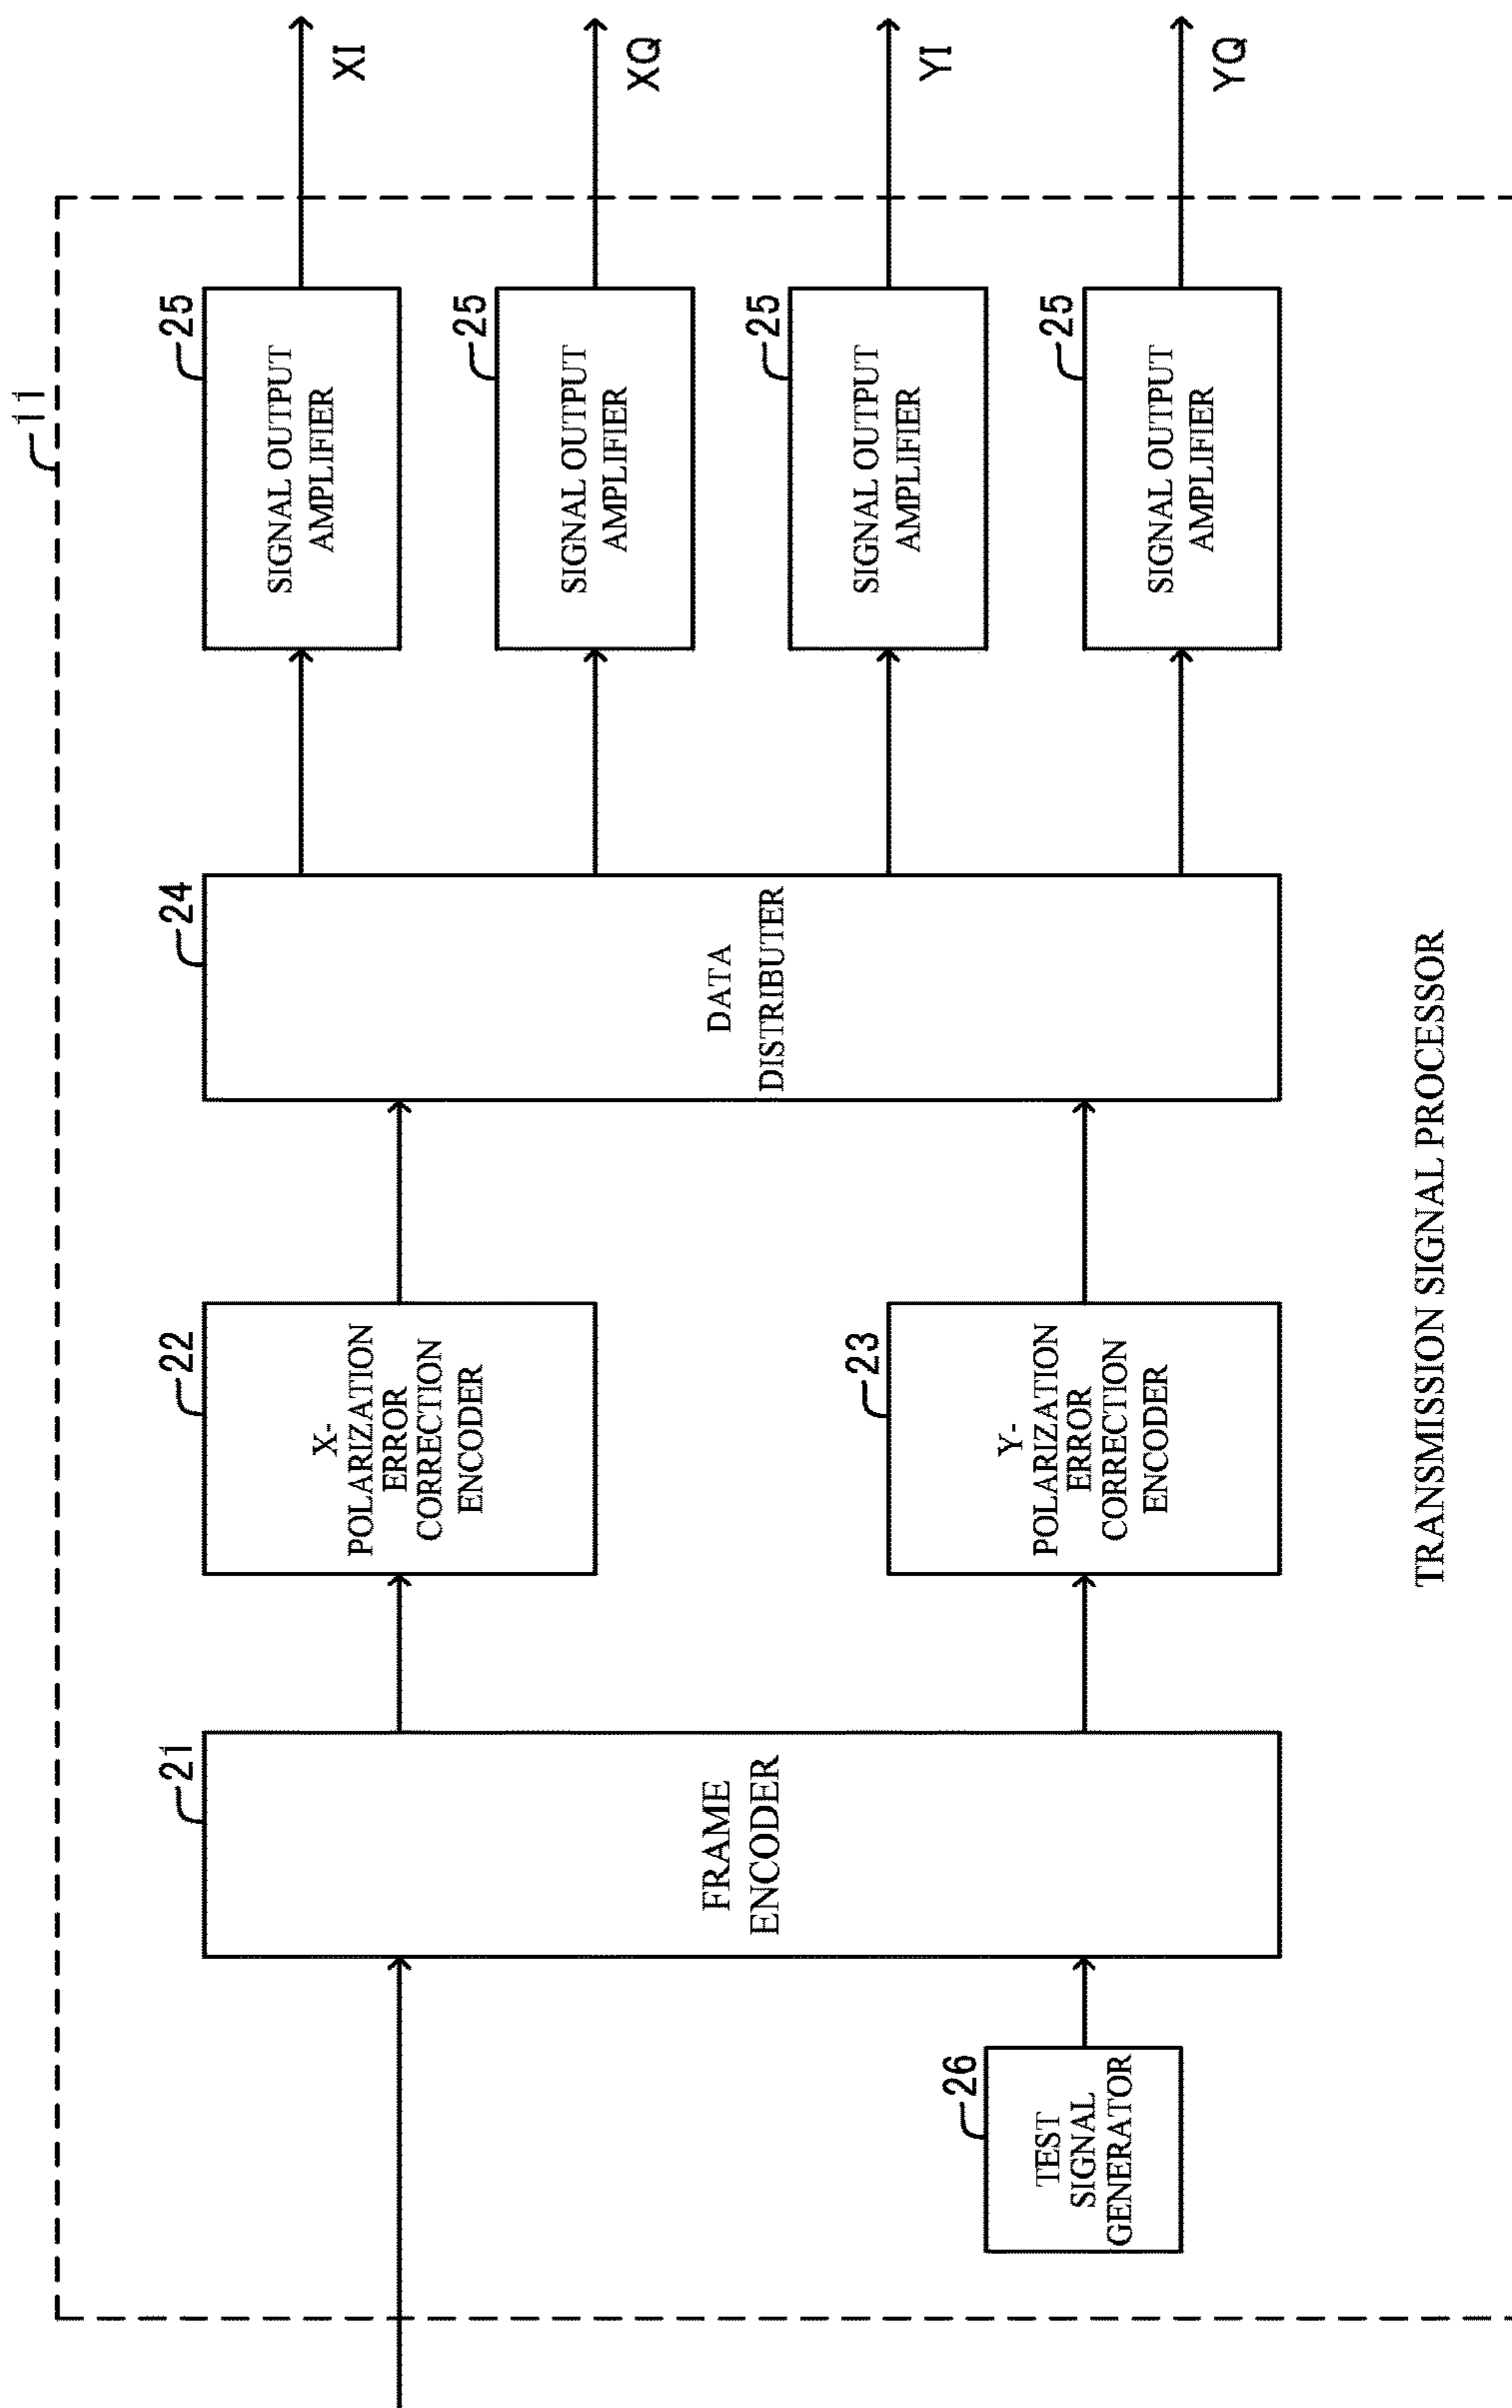 11
26
TEST
SIGNAL
GENERATOR
21
FRAME
ENCODER
22
X-
POLARIZATION
ERROR
CORRECTION
ENCODER
23
Y-
POLARIZATION
ERROR
CORRECTION
ENCODER
24
DATA
DISTRIBUTER
25
SIGNAL OUTPUT
AMPLIFIER
XI
25
SIGNAL OUTPUT
AMPLIFIER
XQ
25
SIGNAL OUTPUT
AMPLIFIER
YI
25
SIGNAL OUTPUT
AMPLIFIER
YQ
TRANSMISSION SIGNAL PROCESSOR